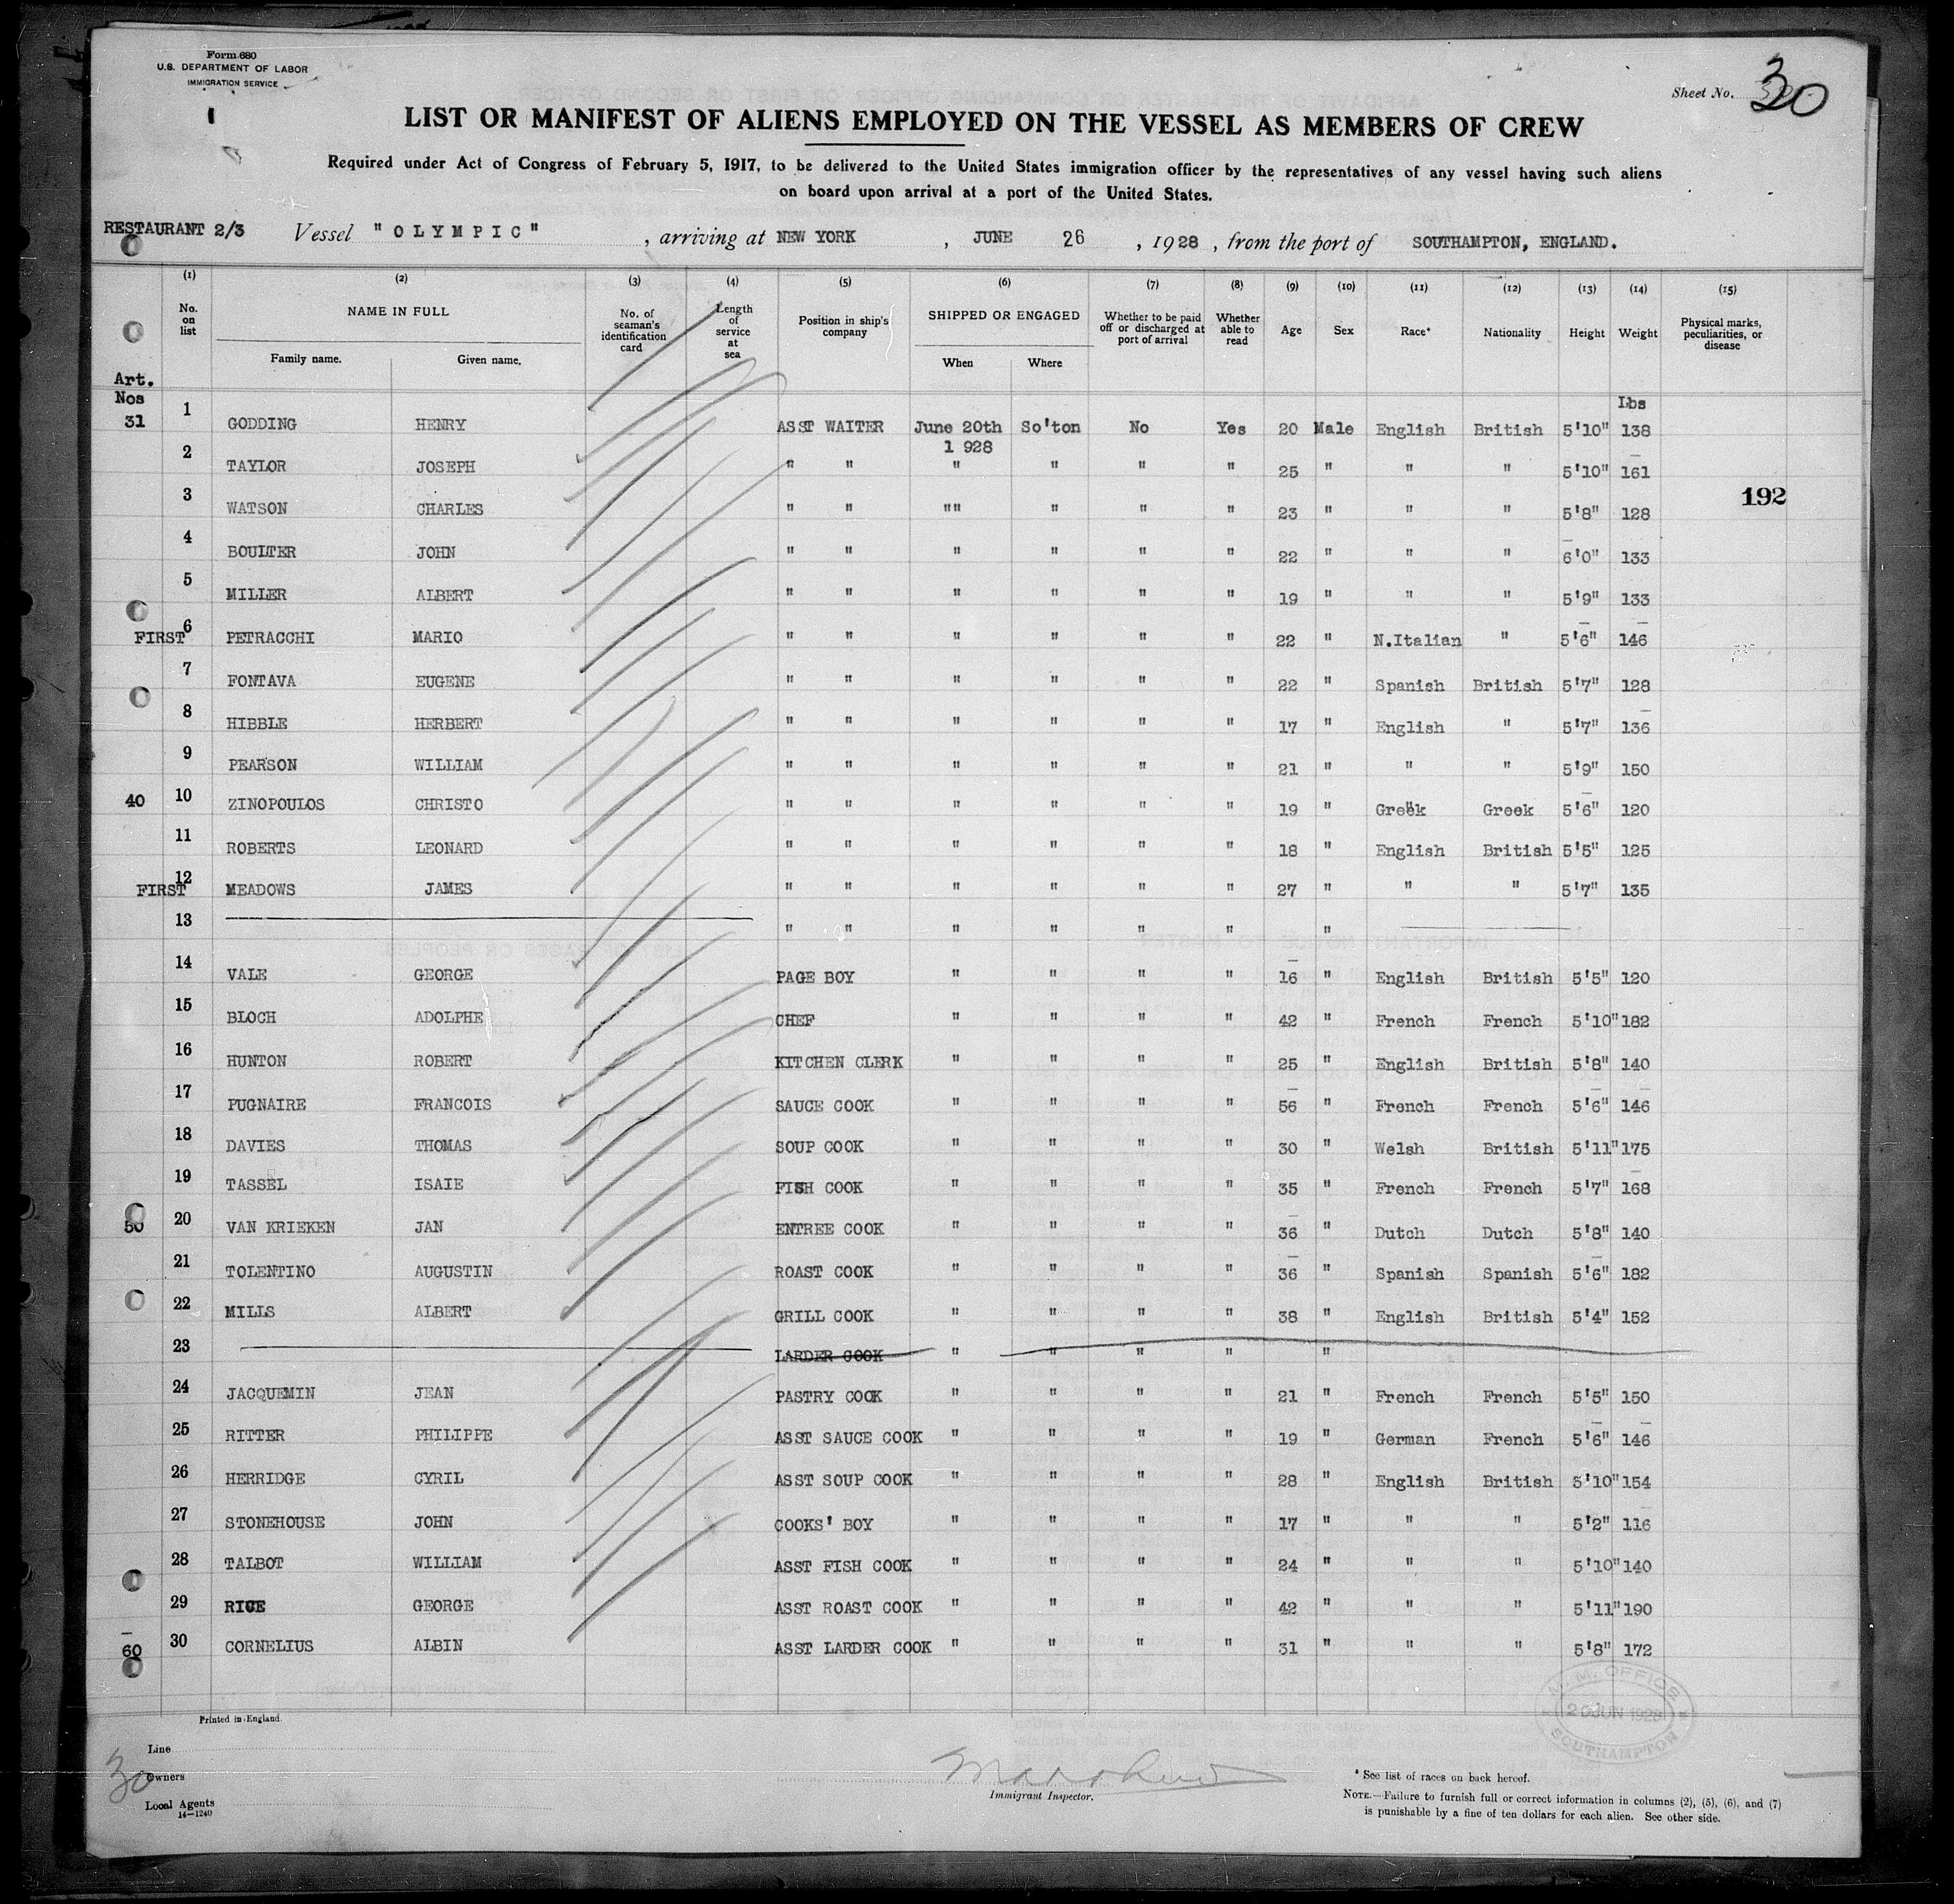 Form 680
U.S. DEPARTMENT OF LABOR
IMMIGRATION SERVICE
Sheet No. 30
LIST OR MANIFEST OF ALIENS EMPLOYED ON THE VESSEL AS MEMBERS OF CREW
Required under Act of Congress of February 5, 1917, to be delivered to the United States immigration officer by the representatives of any vessel having such aliens
on board upon arrival at a port of the United States.
RESTAURANT 2/3 Vessel "OLYMPIC", arriving at NEW YORK, JUNE 26, 1928, from the port of SOUTHAMPTON, ENGLAND.
(1) (2) (3) (4) (5) (6) (7) (8) (9) (10) (11) (12) (13) (14) (15)
No. on list NAME IN FULL Family name. Given name. No. of seaman's identification card Length of service at sea Position in ship's company SHIPPED OR ENGAGED When Where Whether to be paid off or discharged at port of arrival Whether able to read Age Sex Race* Nationality Height Weight Physical marks, peculiarities, or disease
Art.
Nos Lbs
31 1 GODDING HENRY ASST WAITER June 20th 1 928 So'ton No Yes 20 Male English British 5'10" 138
2 TAYLOR JOSEPH " " " " " " 25 " " " 5'10" 161
192
3 WATSON CHARLES " " "" " " " 23 " " " 5'8" 128
4 BOULTER JOHN " " " " " " 22 " " " 6'0" 133
5 MILLER ALBERT " " " " " " 19 " " " 5'9" 133
FIRST 6 PETRACCHI MARIO " " " " " " 22 " N.Italian " 5'6" 146
7 FONTAVA EUGENE " " " " " " 22 " Spanish British 5'7" 128
8 HIBBLE HERBERT " " " " " " 17 " English " 5'7" 136
9 PEARSON WILLIAM " " " " " " 21 " " " 5'9" 150
40 10 ZINOPOULOS CHRISTO " " " " " " 19 " Greek Greek 5'6" 120
11 ROBERTS LEONARD " " " " " " 18 " English British 5'5" 125
FIRST 12 MEADOWS JAMES " " " " " " 27 " " " 5'7" 135
13 " " " " " " "
14 VALE GEORGE PAGE BOY " " " " 16 " English British 5'5" 120
15 BLOCH ADOLPHE CHEF " " " " 42 " French French 5'10" 182
16 HUNTON ROBERT KITCHEN CLERK " " " " 25 " English British 5'8" 140
17 PUGNAIRE FRANCOIS SAUCE COOK " " " " 56 " French French 5'6" 146
18 DAVIES THOMAS SOUP COOK " " " " 30 " Welsh British 5'11" 175
19 TASSEL ISAIE FISH COOK " " " " 35 " French French 5'7" 168
50 20 VAN KRIEKEN JAN ENTREE COOK " " " " 36 " Dutch Dutch 5'8" 140
21 TOLENTINO AUGUSTIN ROAST COOK " " " " 36 " Spanish Spanish 5'6" 182
22 MILLS ALBERT GRILL COOK " " " " 38 " English British 5'4" 152
23 LARDER COOK " " " " "
24 JACQUEMIN JEAN PASTRY COOK " " " " 21 " French French 5'5" 150
25 RITTER PHILIPPE ASST SAUCE COOK " " " " 19 " German French 5'6" 146
26 HERRIDGE CYRIL ASST SOUP COOK " " " " 28 " English British 5'10" 154
27 STONEHOUSE JOHN COOKS' BOY " " " " 17 " " " 5'2" 116
28 TALBOT WILLIAM ASST FISH COOK " " " " 24 " " " 5'10" 140
29 RICE GEORGE ASST ROAST COOK " " " " 42 " " " 5'11" 190
60 30 CORNELIUS ALBIN ASST LARDER COOK " " " " 31 " " " 5'8" 172
M. OFFICE
20 JUN 1928
SOUTHAMPTON
Printed in England.
Line
30 Owners
Local Agents
14—1240
Immigrant Inspector.
* See list of races on back hereof.
NOTE.—Failure to furnish full or correct information in columns (2), (5), (6), and (7)
is punishable by a fine of ten dollars for each alien. See other side.